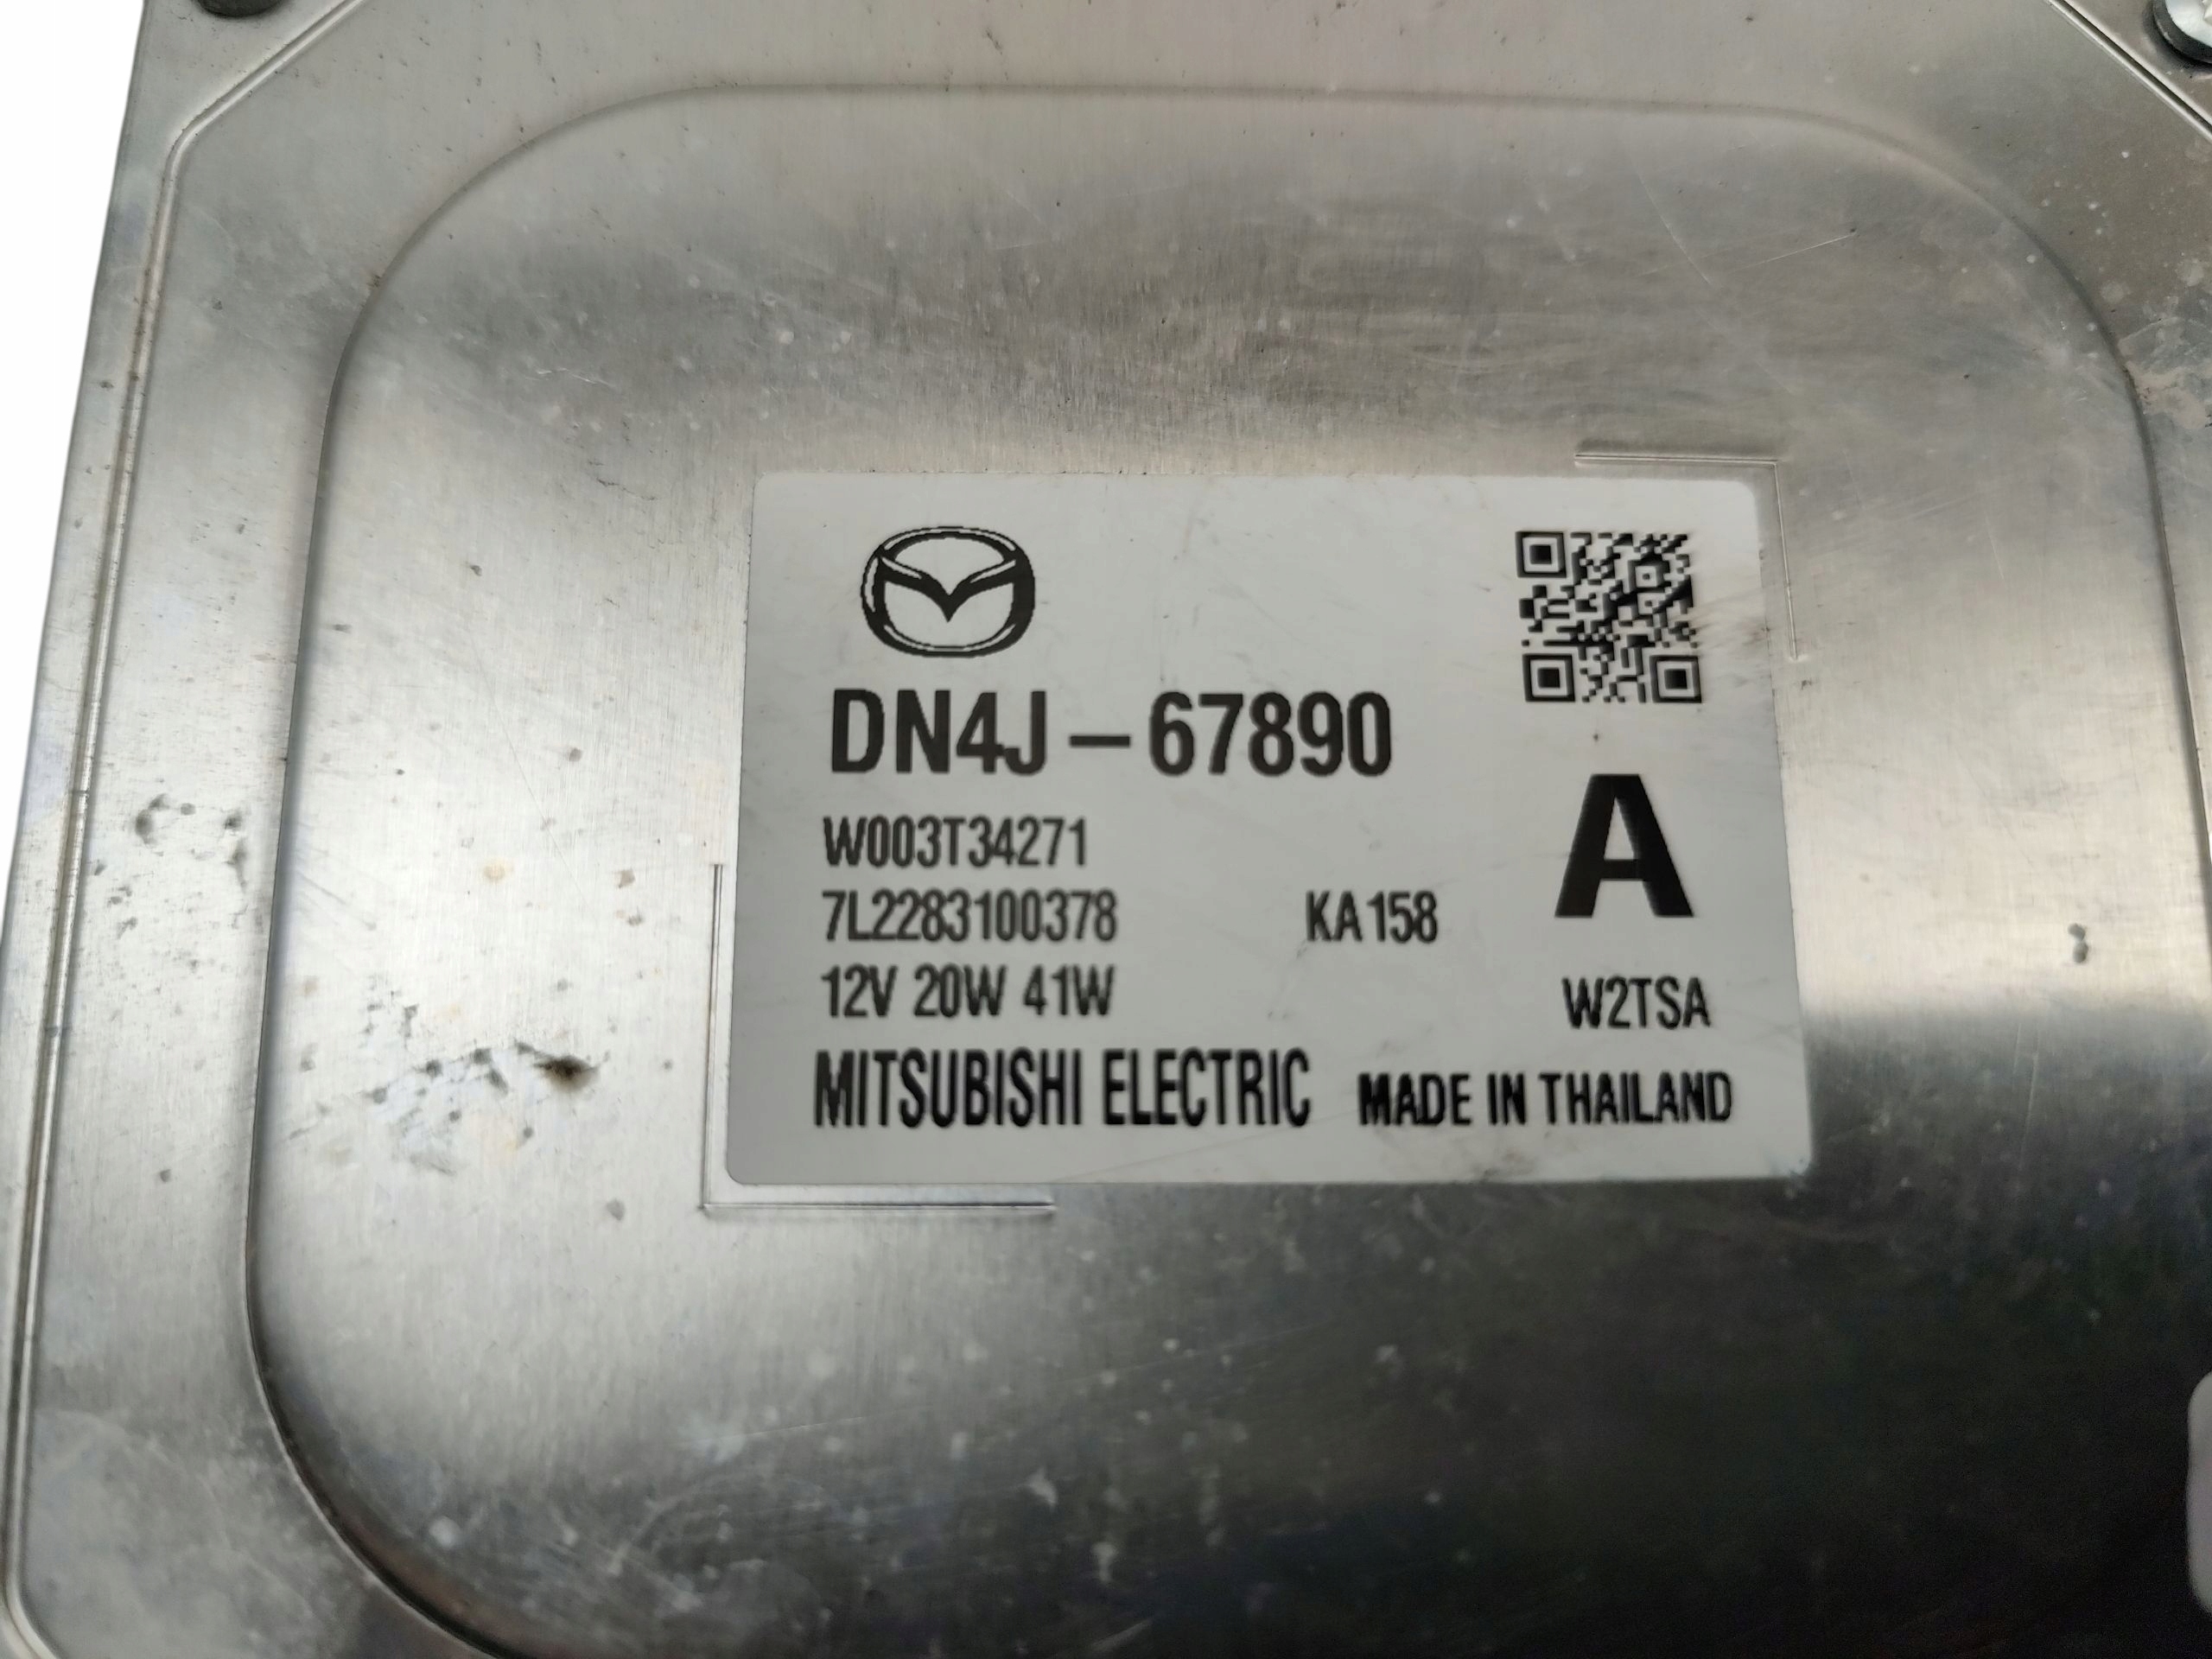 DN4J-67890
A
W003T34271
7L2283100378 KA158
12V 20W 41W W2TSA
MITSUBISHI ELECTRIC MADE IN THAILAND